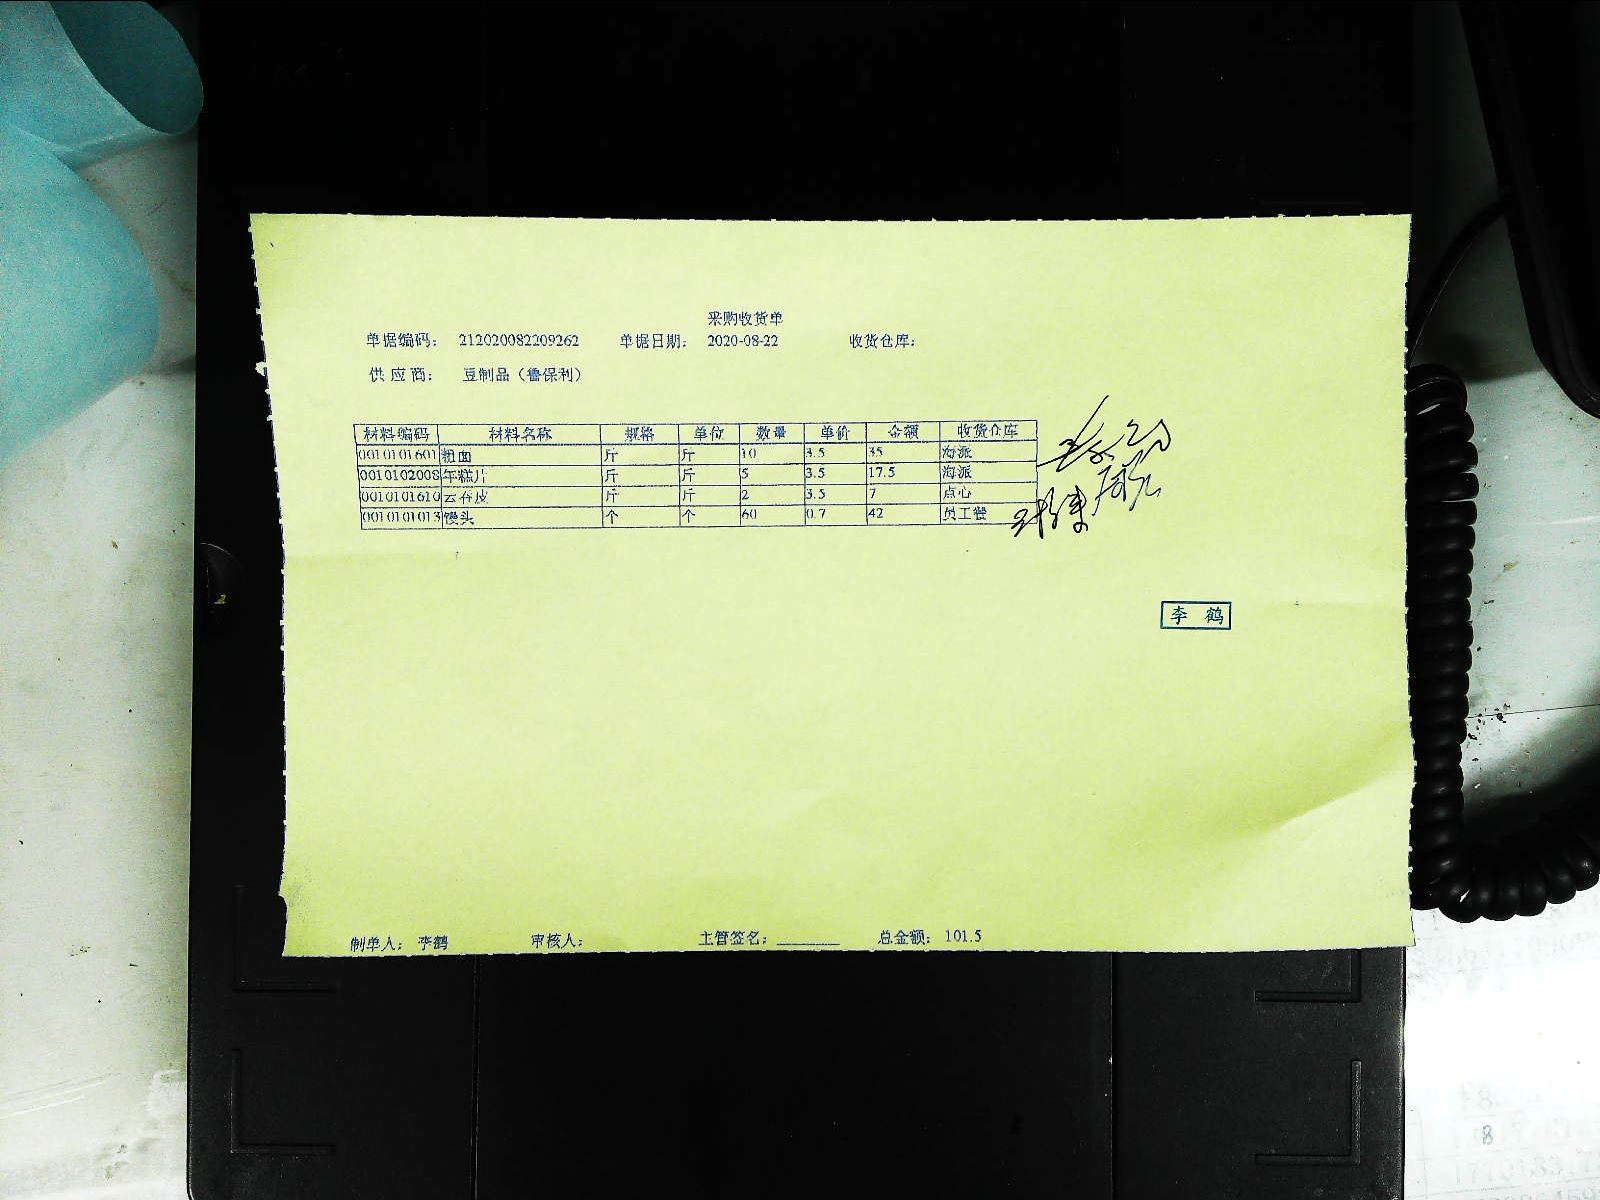 采购收货单
单据编码: 212020082209262 单据日期: 2020-08-22 收货仓库:
供应商: 豆制品(鲁保利)
材料编码 材料名称 规格 单位 数量 单价 金额 收货仓库
0010101601 粗面 斤 斤 10 3.5 35 海派
0010102008 年糕片 斤 斤 5 3.5 17.5 海派
0010101610 云吞皮 斤 斤 2 3.5 7 点心
0010101013 馒头 个 个 60 0.7 42 员工餐
李 鹤
制单人: 李鹤 审核人: 主管签名: 总金额: 101.5